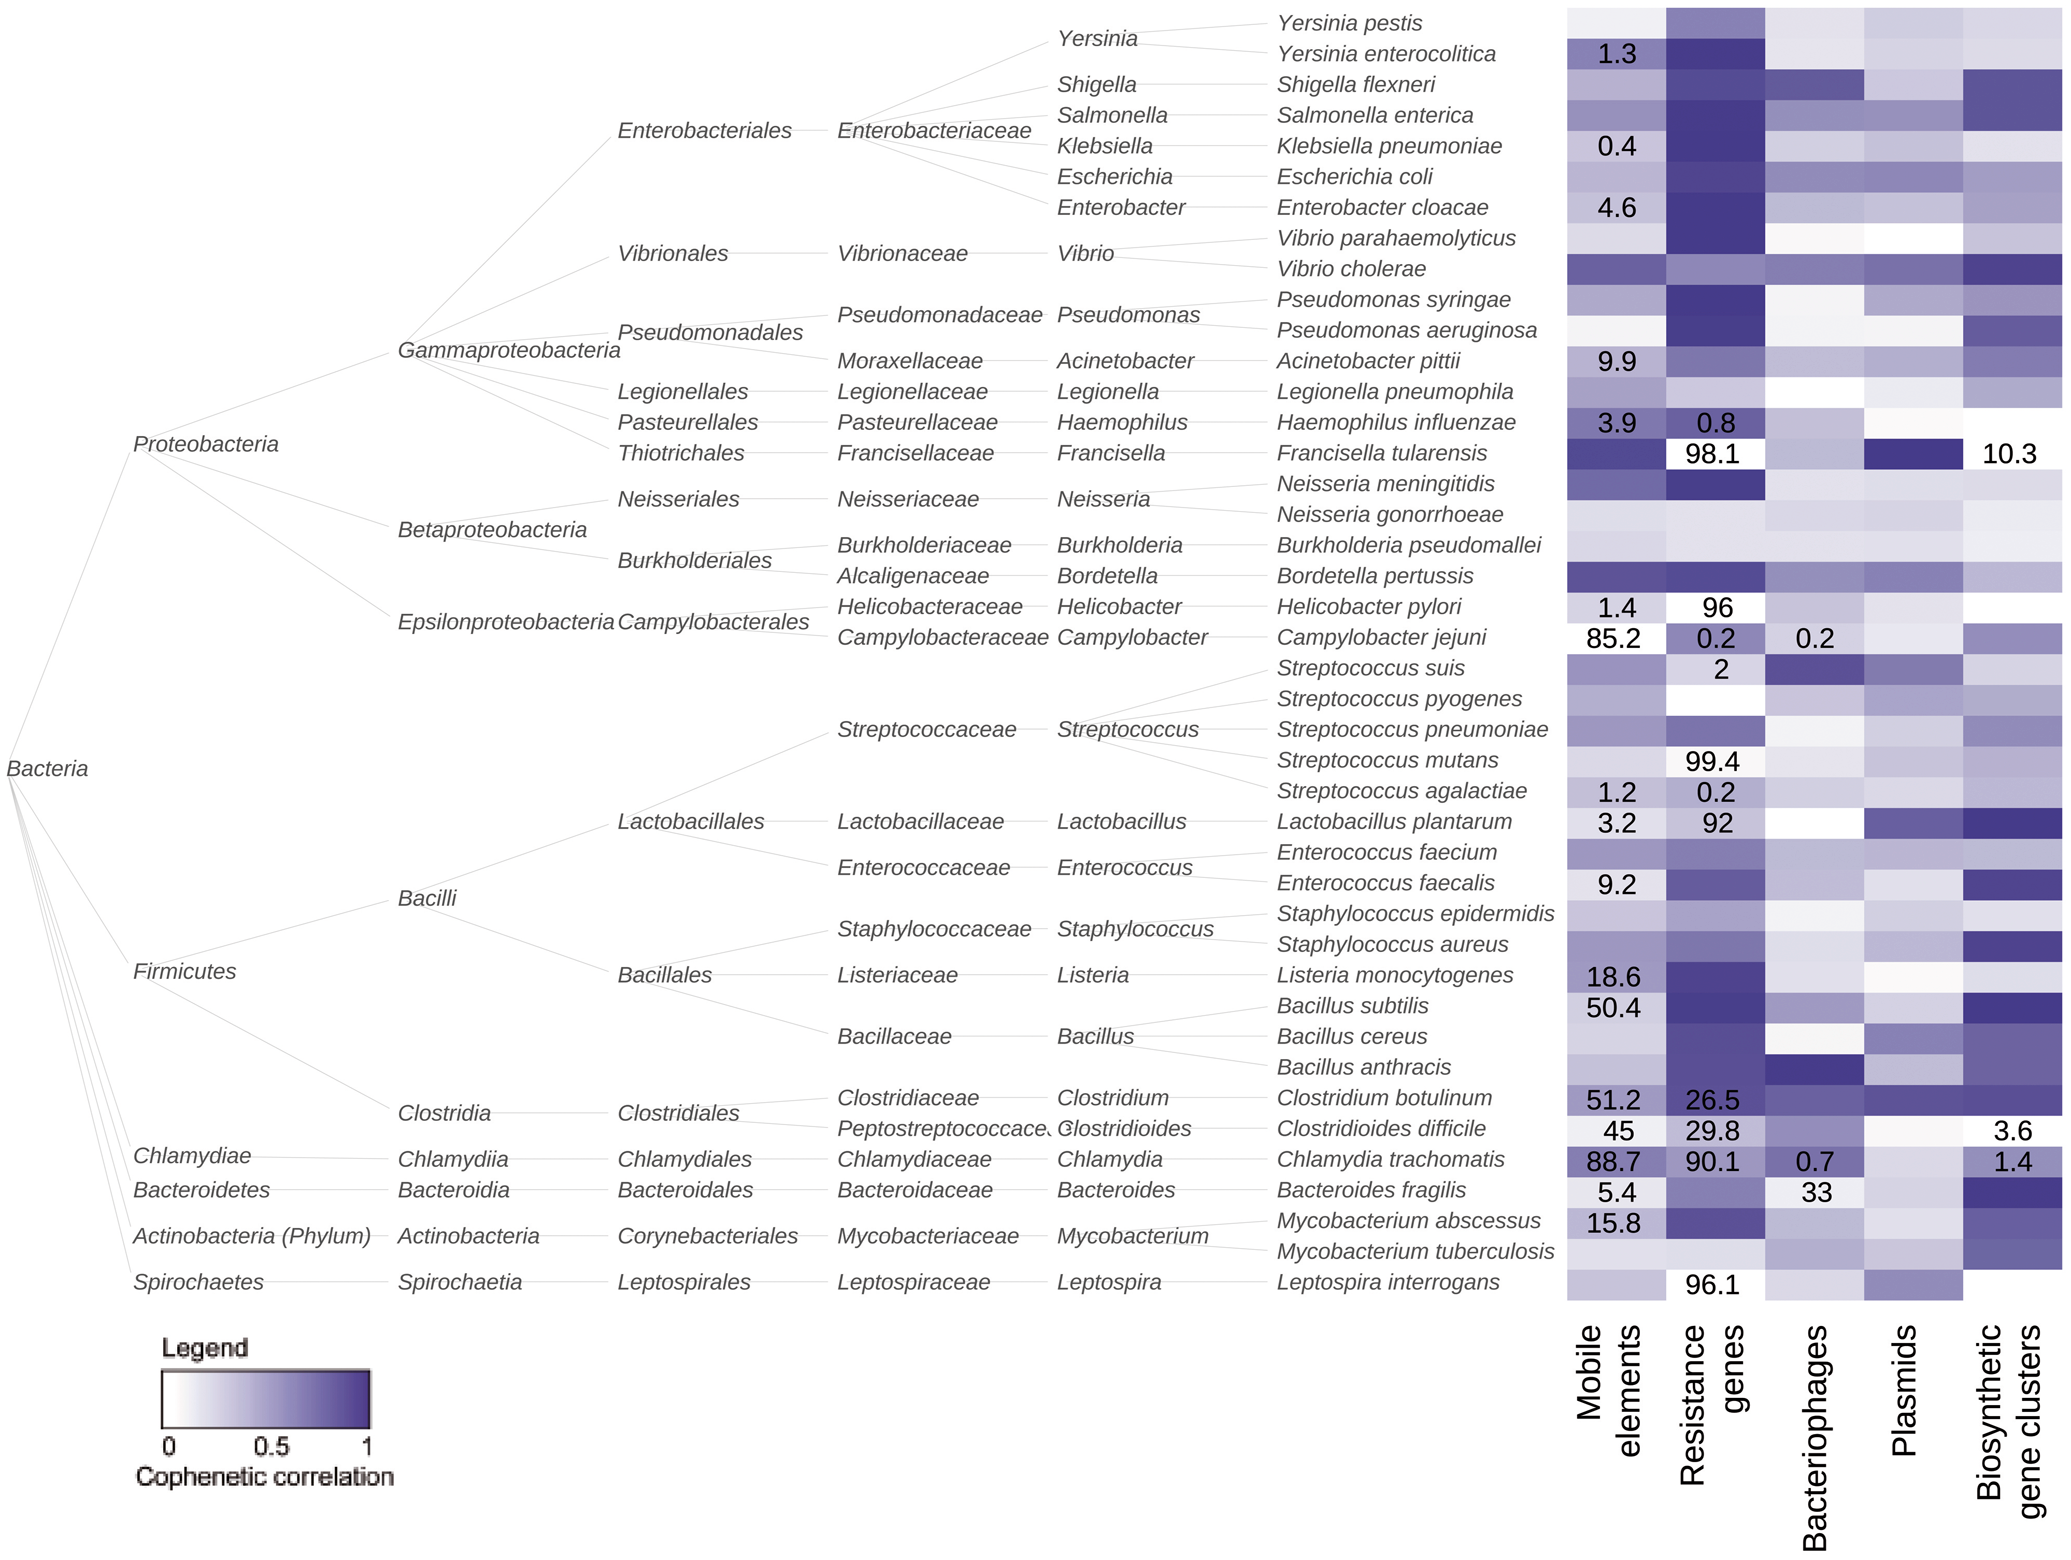 Yersinia pestis
Yersinia
Yersinia enterocolitica 1.3
Shigella Shigella flexneri
Salmonella Salmonella enterica
Enterobacteriales Enterobacteriaceae
Klebsiella Klebsiella pneumoniae 0.4
Escherichia Escherichia coli
Enterobacter Enterobacter cloacae 4.6
Vibrio parahaemolyticus
Vibrionales Vibrionaceae Vibrio
Vibrio cholerae
Pseudomonas syringae
Pseudomonadaceae Pseudomonas
Pseudomonadales Pseudomonas aeruginosa
Gammaproteobacteria
Moraxellaceae Acinetobacter Acinetobacter pittii 9.9
Legionellales Legionellaceae Legionella Legionella pneumophila
Pasteurellales Pasteurellaceae Haemophilus Haemophilus influenzae 3.9 0.8
Proteobacteria
Thiotrichales Francisellaceae Francisella Francisella tularensis 98.1 10.3
Neisseria meningitidis
Neisseriales Neisseriaceae Neisseria
Neisseria gonorrhoeae
Betaproteobacteria
Burkholderiaceae Burkholderia Burkholderia pseudomallei
Burkholderiales
Alcaligenaceae Bordetella Bordetella pertussis
Helicobacteraceae Helicobacter Helicobacter pylori 1.4 96
Epsilonproteobacteria Campylobacterales
Campylobacteraceae Campylobacter Campylobacter jejuni 85.2 0.2 0.2
Streptococcus suis 2
Streptococcus pyogenes
Streptococcaceae Streptococcus Streptococcus pneumoniae
Streptococcus mutans 99.4
Bacteria
Streptococcus agalactiae 1.2 0.2
Lactobacillales Lactobacillaceae Lactobacillus Lactobacillus plantarum 3.2 92
Enterococcus faecium
Enterococcaceae Enterococcus
Enterococcus faecalis 9.2
Bacilli
Staphylococcus epidermidis
Staphylococcaceae Staphylococcus
Staphylococcus aureus
Firmicutes
Bacillales Listeriaceae Listeria Listeria monocytogenes 18.6
Bacillus subtilis 50.4
Bacillaceae Bacillus Bacillus cereus
Bacillus anthracis
Clostridiaceae Clostridium Clostridium botulinum 51.2 26.5
Clostridia Clostridiales
Peptostreptococcace Clostridioides Clostridioides difficile 45 29.8 3.6
Chlamydiae Chlamydiia Chlamydiales Chlamydiaceae Chlamydia Chlamydia trachomatis 88.7 90.1 0.7 1.4
Bacteroidetes Bacteroidia Bacteroidales Bacteroidaceae Bacteroides Bacteroides fragilis 5.4 33
Mycobacterium abscessus 15.8
Actinobacteria (Phylum) Actinobacteria Corynebacteriales Mycobacteriaceae Mycobacterium
Mycobacterium tuberculosis
Spirochaetes Spirochaetia Leptospirales Leptospiraceae Leptospira Leptospira interrogans 96.1
Legend
0 0.5 1
Cophenetic correlation
Mobile
elements
Resistance
genes
Bacteriophages
Plasmids
Biosynthetic
gene clusters